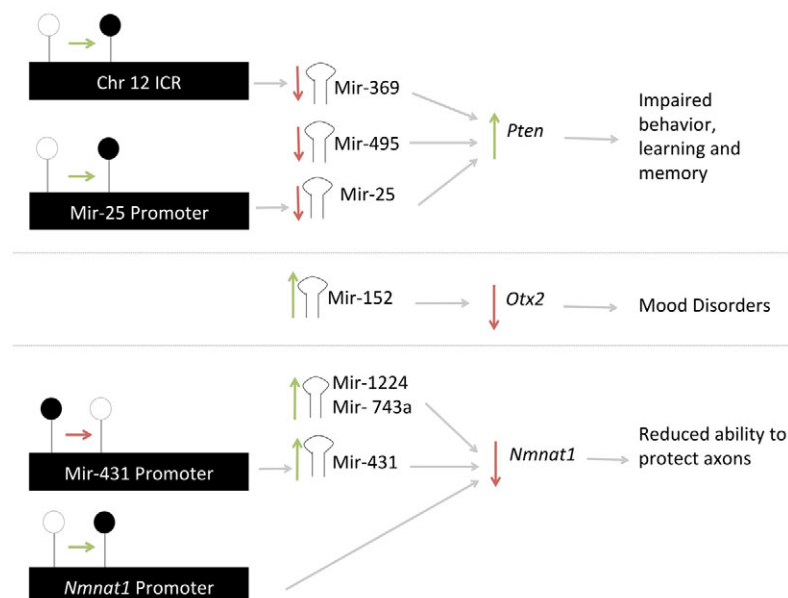 Chr 12 ICR
Mir-369
Mir-495
Mir-25 Promoter
Mir-25
Pten
Impaired
behavior,
learning and
memory
Mir-152
Otx2
Mood Disorders
Mir-1224
Mir- 743a
Mir-431 Promoter
Mir-431
Nmnat1
Reduced ability to
protect axons
Nmnat1 Promoter